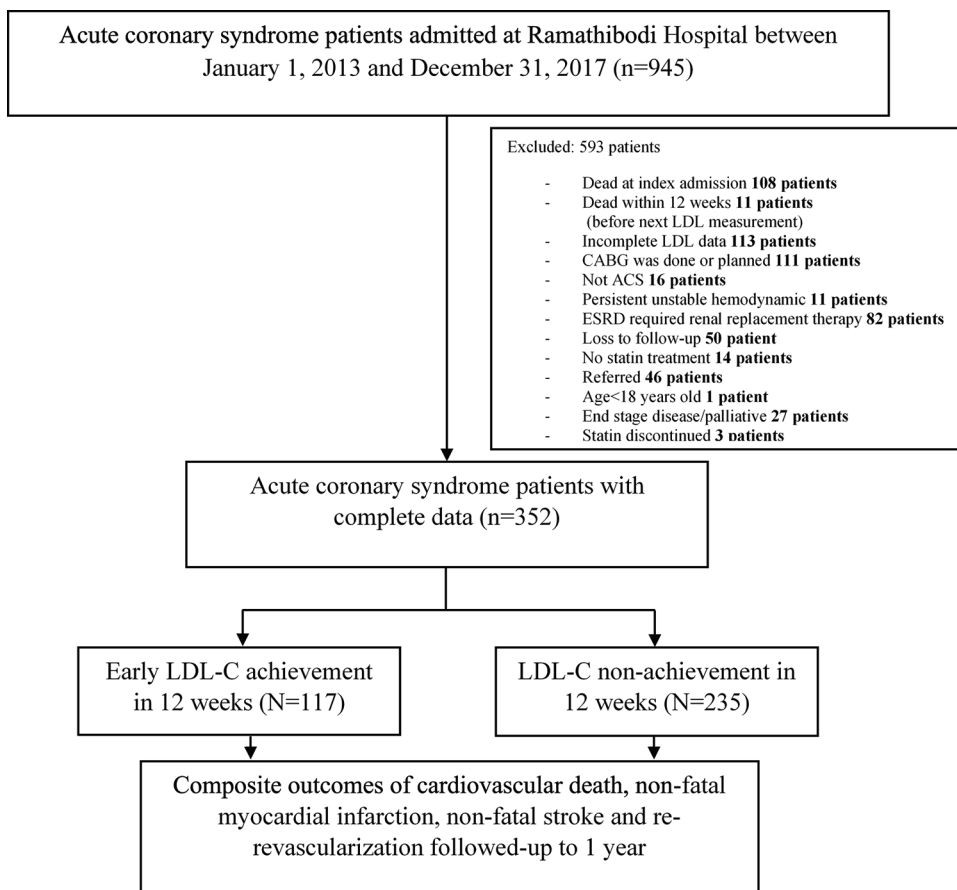 Acute coronary syndrome patients admitted at Ramathibodi Hospital between
January 1, 2013 and December 31, 2017 (n=945)
Excluded: 593 patients
- Dead at index admission 108 patients
- Dead within 12 weeks 11 patients
(before next LDL measurement)
- Incomplete LDL data 113 patients
- CABG was done or planned 111 patients
- Not ACS 16 patients
- Persistent unstable hemodynamic 11 patients
- ESRD required renal replacement therapy 82 patients
- Loss to follow-up 50 patient
- No statin treatment 14 patients
- Referred 46 patients
- Age<18 years old 1 patient
- End stage disease/palliative 27 patients
- Statin discontinued 3 patients
Acute coronary syndrome patients with
complete data (n=352)
Early LDL-C achievement
in 12 weeks (N=117)
LDL-C non-achievement in
12 weeks (N=235)
Composite outcomes of cardiovascular death, non-fatal
myocardial infarction, non-fatal stroke and re-
revascularization followed-up to 1 year